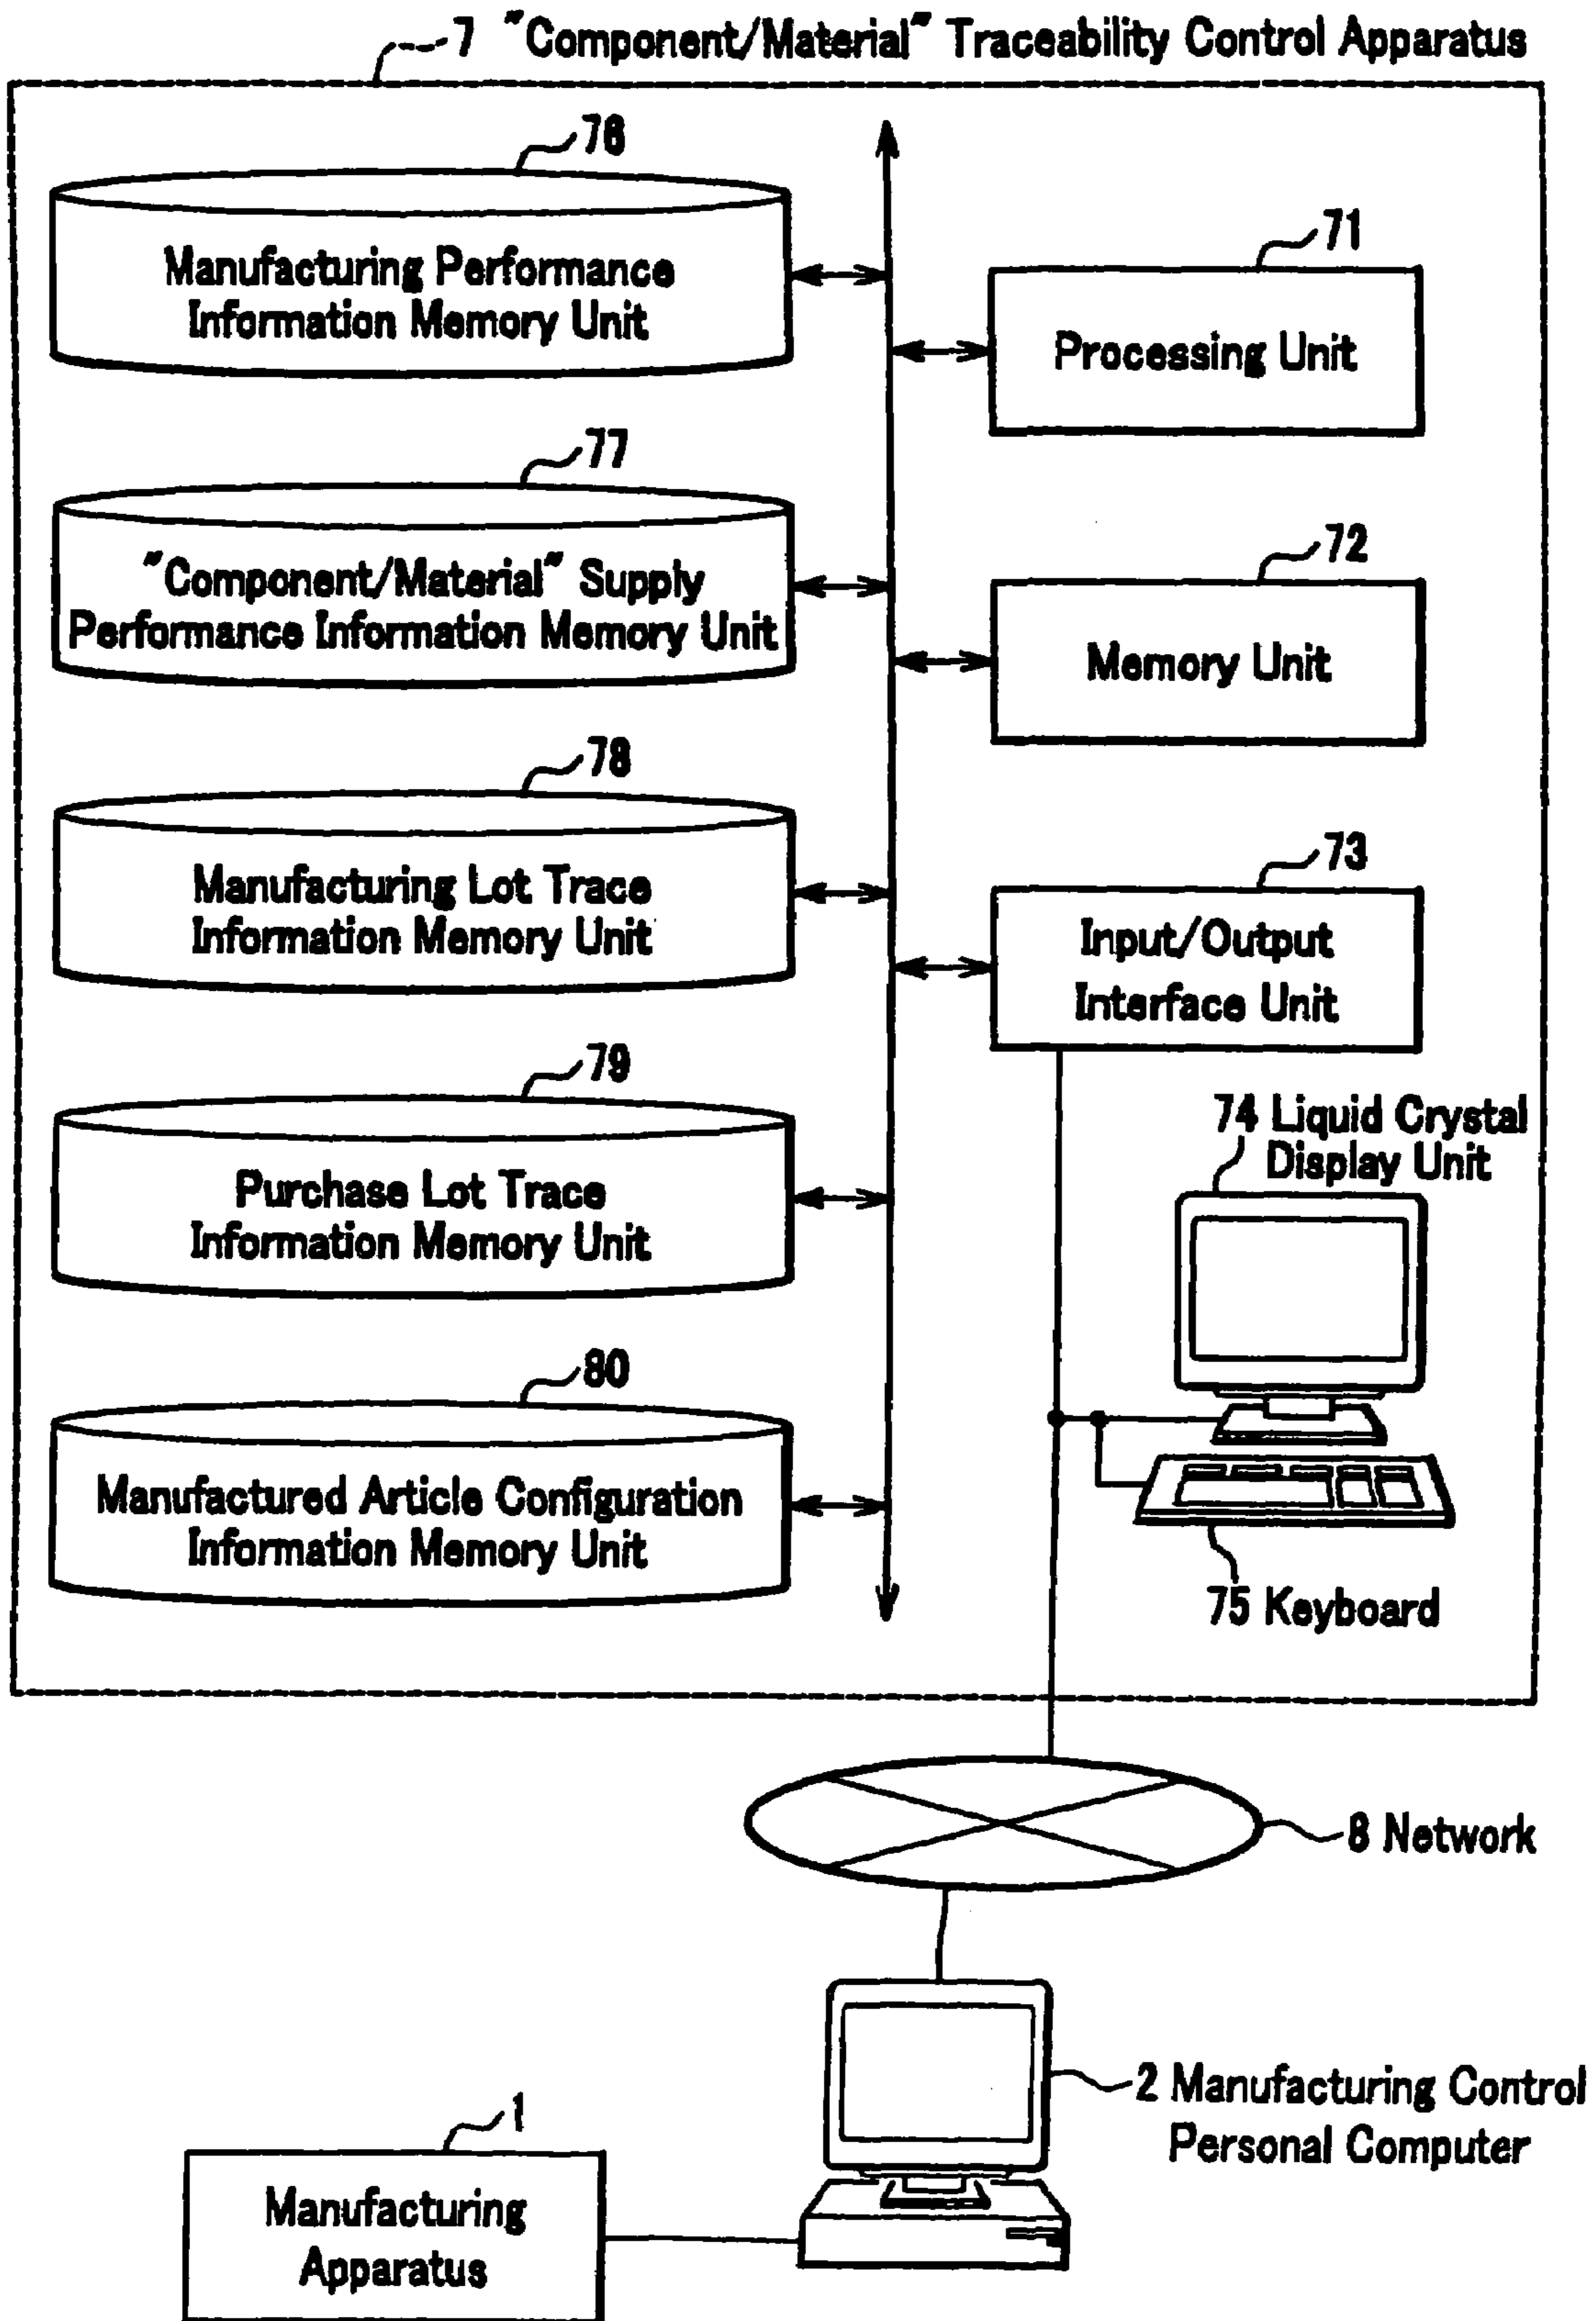 7 "Component/Material" Traceability Control Apparatus
76
Manufacturing Performance
Information Memory Unit
71
Processing Unit
77
"Component/Material" Supply
Performance Information Memory Unit
72
Memory Unit
78
Manufacturing Lot Trace
Information Memory Unit
73
Input/Output
Interface Unit
79
Purchase Lot Trace
Information Memory Unit
74 Liquid Crystal
Display Unit
80
Manufactured Article Configuration
Information Memory Unit
75 Keyboard
8 Network
2 Manufacturing Control
Personal Computer
1
Manufacturing
Apparatus